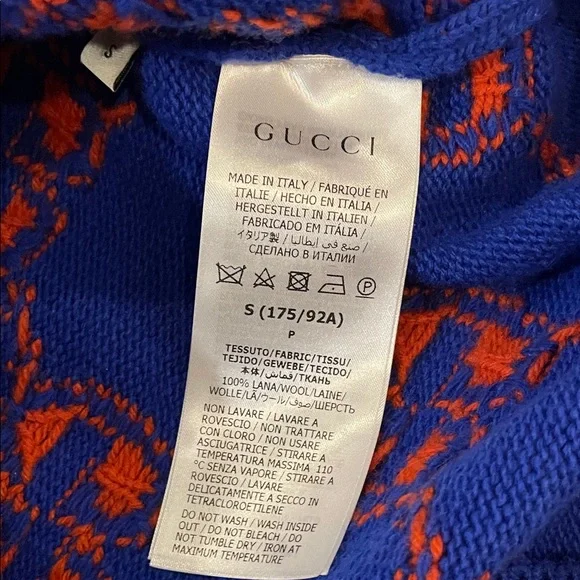 S
GUCCI
MADE IN ITALY / FABRIQUÉ EN
ITALIE / HECHO EN ITALIA /
HERGESTELLT IN ITALIEN /
FABRICADO EM ITÁLIA /
イタリア製 / صنع في إيطاليا /
СДЕЛАНО В ИТАЛИИ
P
S (175/92A)
P
TESSUTO/FABRIC/TISSU/
TEJIDO/GEWEBE/TECIDO/
本体/قماش/ТКАНЬ
100% LANA/WOOL/LAINE/
WOLLE/LÃ/ウール/صوف/ШЕРСТЬ
NON LAVARE / LAVARE A
ROVESCIO / NON TRATTARE
CON CLORO / NON USARE
ASCIUGATRICE / STIRARE A
TEMPERATURA MASSIMA 110
°C SENZA VAPORE / STIRARE A
ROVESCIO / LAVARE
DELICATAMENTE A SECCO IN
TETRACLOROETILENE
DO NOT WASH / WASH INSIDE
OUT / DO NOT BLEACH / DO
NOT TUMBLE DRY / IRON AT
MAXIMUM TEMPERATURE